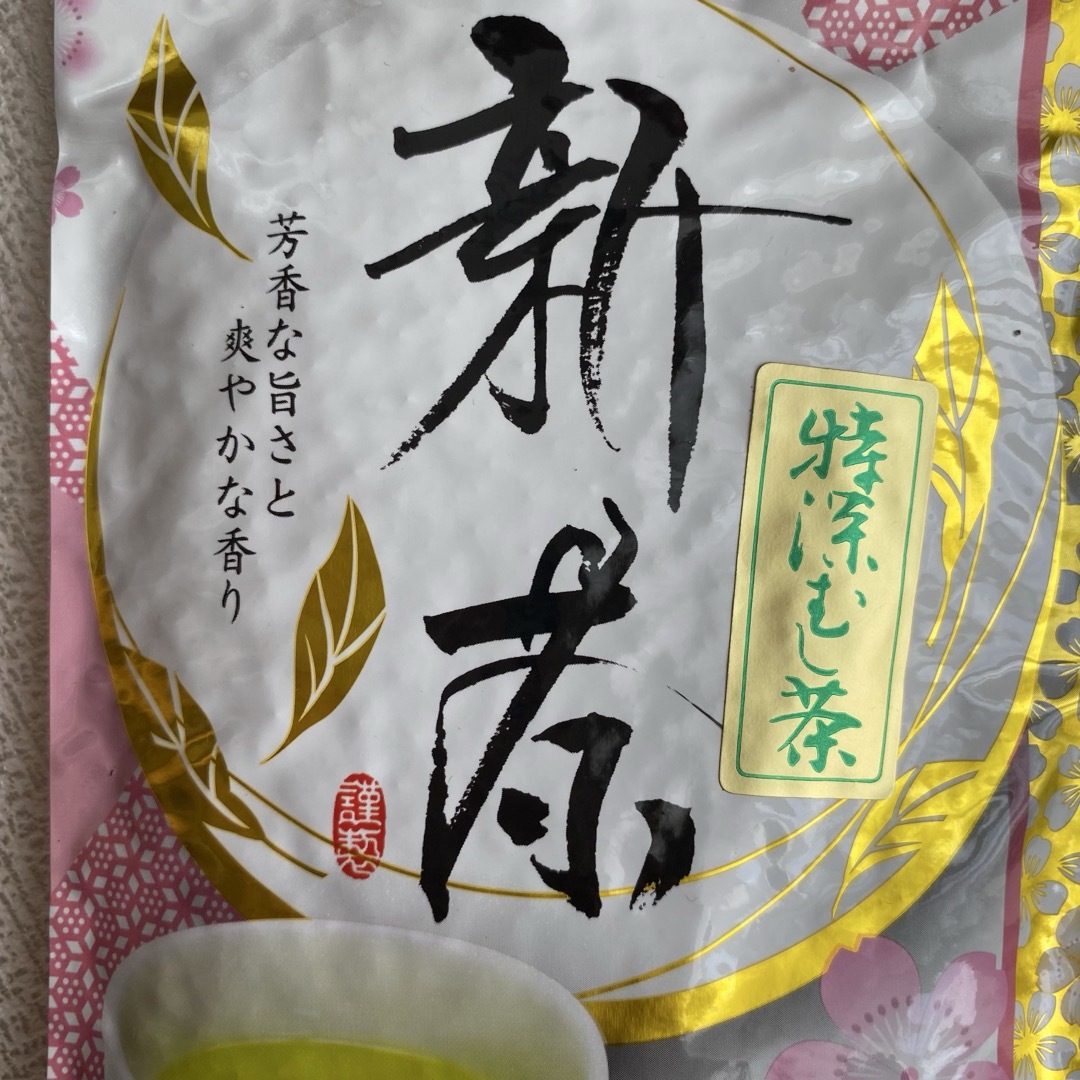 新茶
芳香な旨さと
爽やかな香り
特深むし茶
謹製